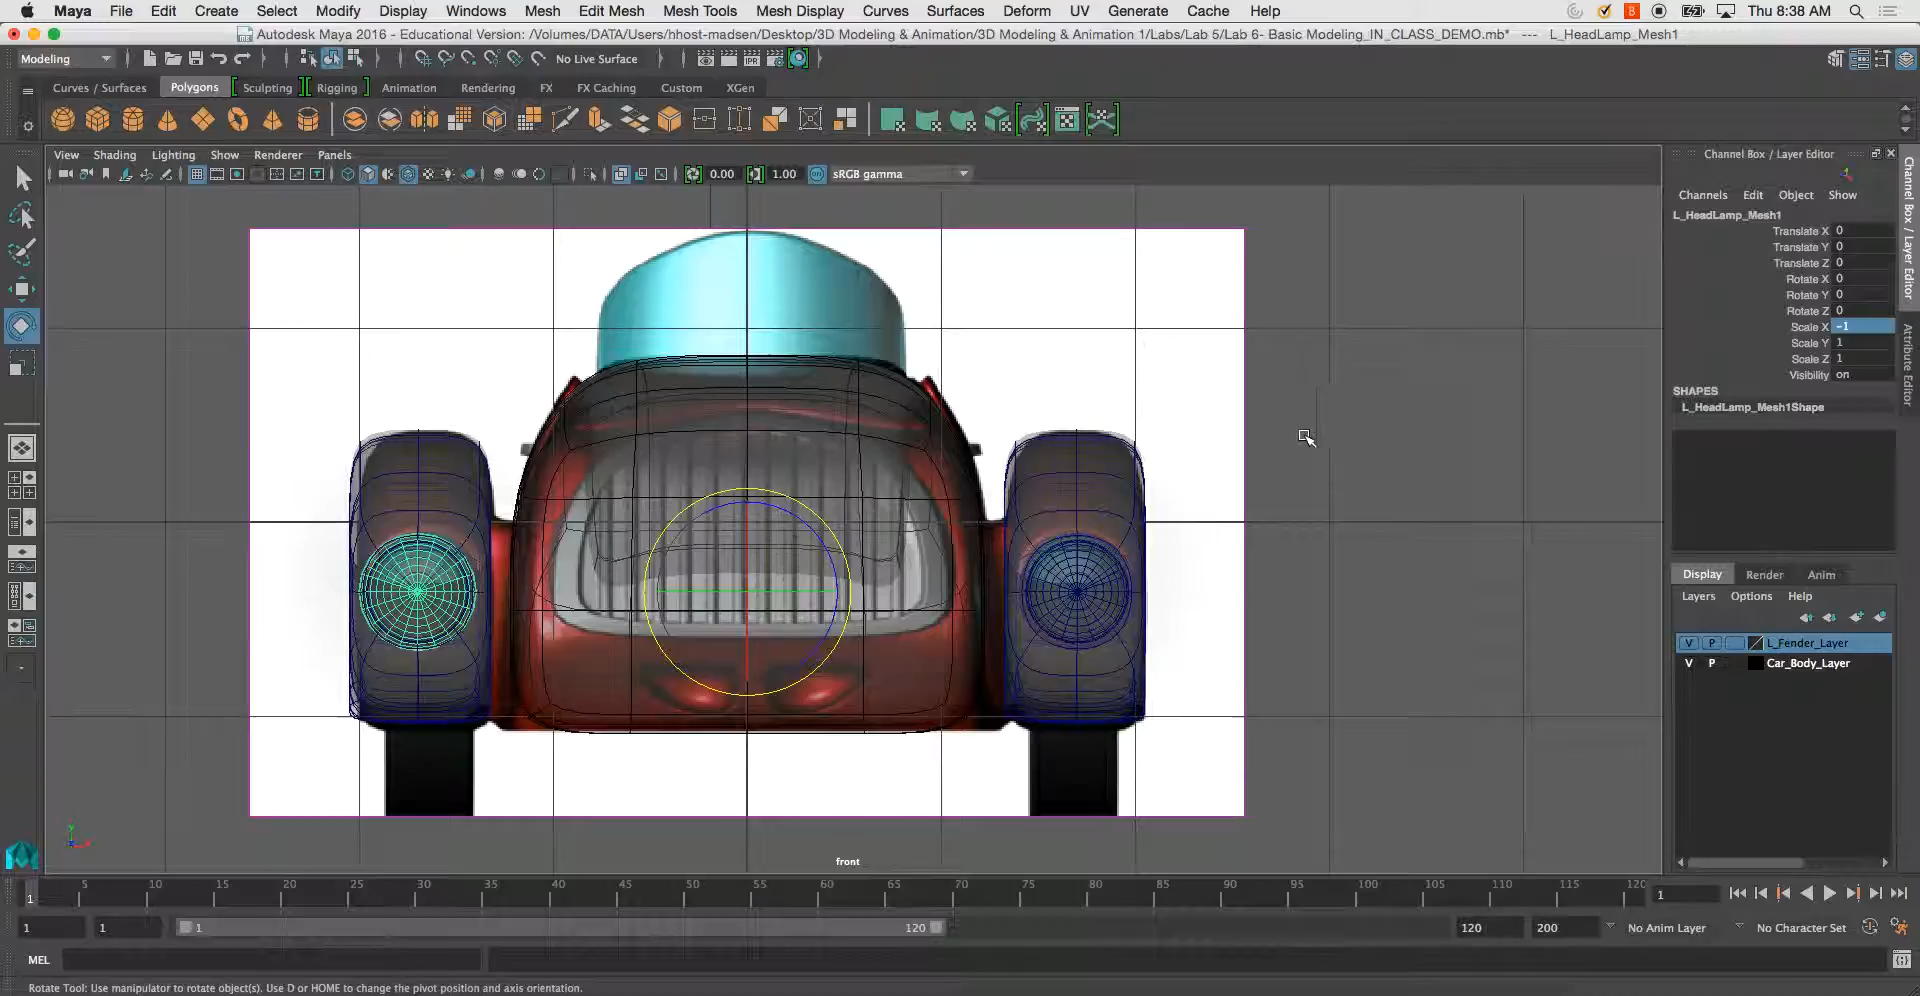 Maya File Edit Create Select Modify Display Windows Mesh Edit Mesh Mesh Tools Mesh Display Curves Surfaces Deform UV Generate Cache Help Thu 8:38 AM
Autodesk Maya 2016 - Educational Version: /Volumes/DATA/Users/hhost-madsen/Desktop/3D Modeling & Animation/3D Modeling & Animation 1/Labs/Lab 5/Lab 6- Basic Modeling_IN_CLASS_DEMO.mb* --- L_HeadLamp_Mesh1
Modeling No Live Surface
Curves / Surfaces Polygons Sculpting Rigging Animation Rendering FX FX Caching Custom XGen
View Shading Lighting Show Renderer Panels
0.00 1.00 sRGB gamma
Channel Box / Layer Editor
Channels Edit Object Show
L_HeadLamp_Mesh1
Translate X 0
Translate Y 0
Translate Z 0
Rotate X 0
Rotate Y 0
Rotate Z 0
Scale X -1
Scale Y 1
Scale Z 1
Visibility on
SHAPES
L_HeadLamp_Mesh1Shape
Channel Box / Layer Editor
Attribute Editor
Display Render Anim
Layers Options Help
V P L_Fender_Layer
V P Car_Body_Layer
front
1 5 10 15 20 25 30 35 40 45 50 55 60 65 70 75 80 85 90 95 100 105 110 115 120 1
1 1 1 120 120 200 No Anim Layer No Character Set
MEL
Rotate Tool: Use manipulator to rotate object(s). Use D or HOME to change the pivot position and axis orientation.